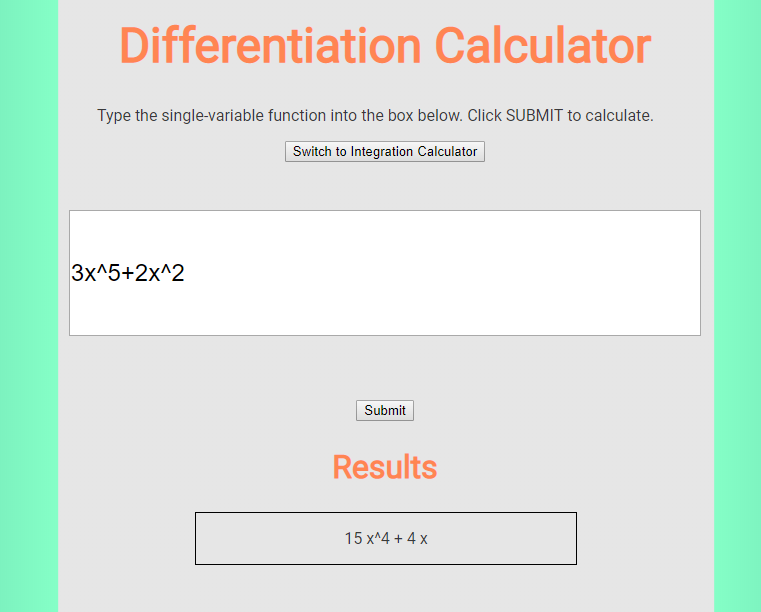 Differentiation Calculator
Type the single-variable function into the box below. Click SUBMIT to calculate.
Switch to Integration Calculator
3x^5+2x^2
Submit
Results
15 x^4 + 4 x